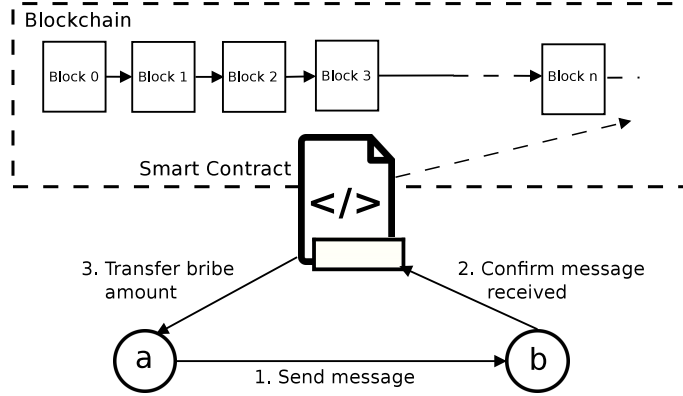 Blockchain
Block 0
Block 1
Block 2
Block 3
Block n
Smart Contract
</>
3. Transfer bribe
amount
2. Confirm message
received
a
b
1. Send message